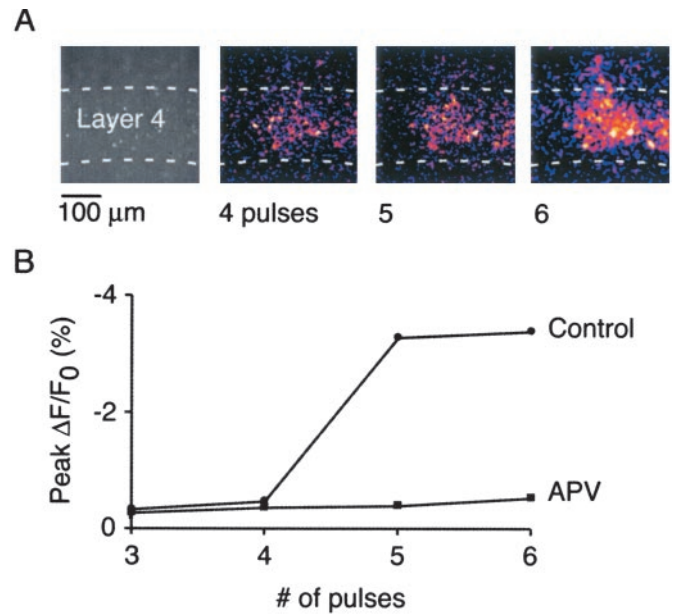 A
Layer 4
100 μm
4 pulses
5
6
B
Peak ΔF/F0 (%)
-4
-2
0
Control
APV
3
4
5
6
# of pulses